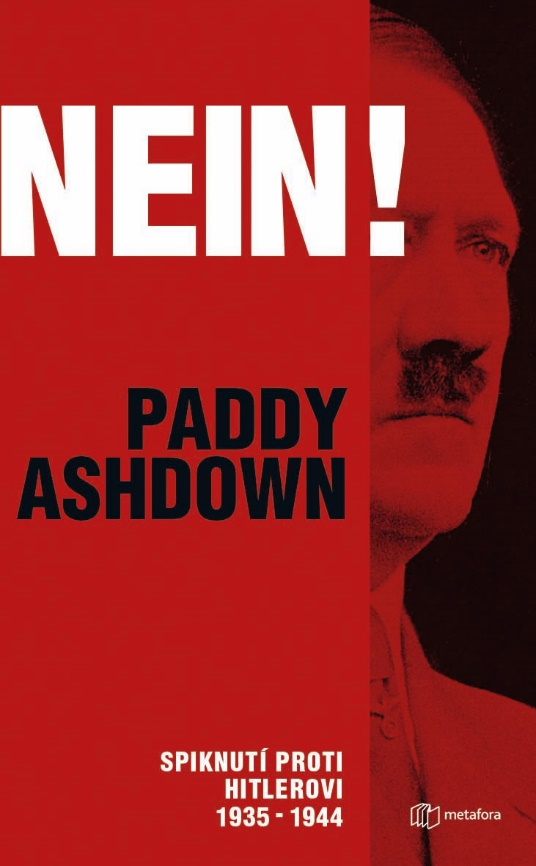 NEIN!
PADDY
ASHDOWN
SPIKNUTÍ PROTI
HITLEROVI
1935 - 1944
metafora